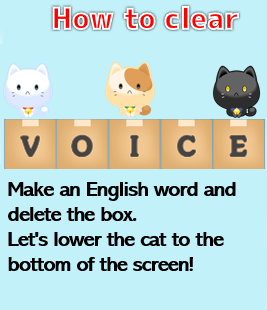 How to clear
VOICE
Make an English word and
delete the box.
Let's lower the cat to the
bottom of the screen!